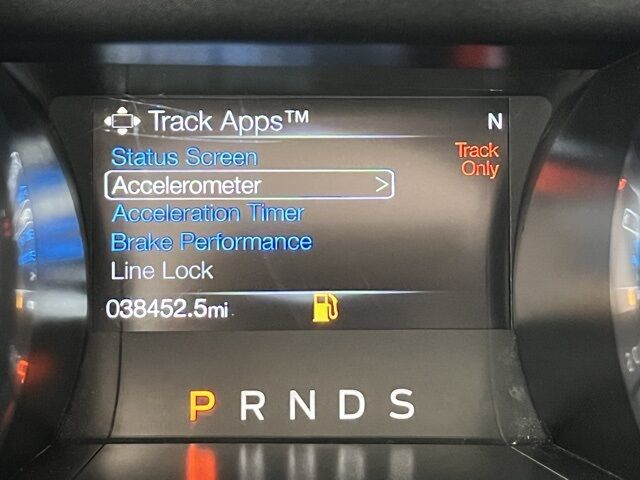 Track Apps™ N
Status Screen
Track
Only
Accelerometer >
Acceleration Timer
Brake Performance
Line Lock
038452.5mi
P R N D S